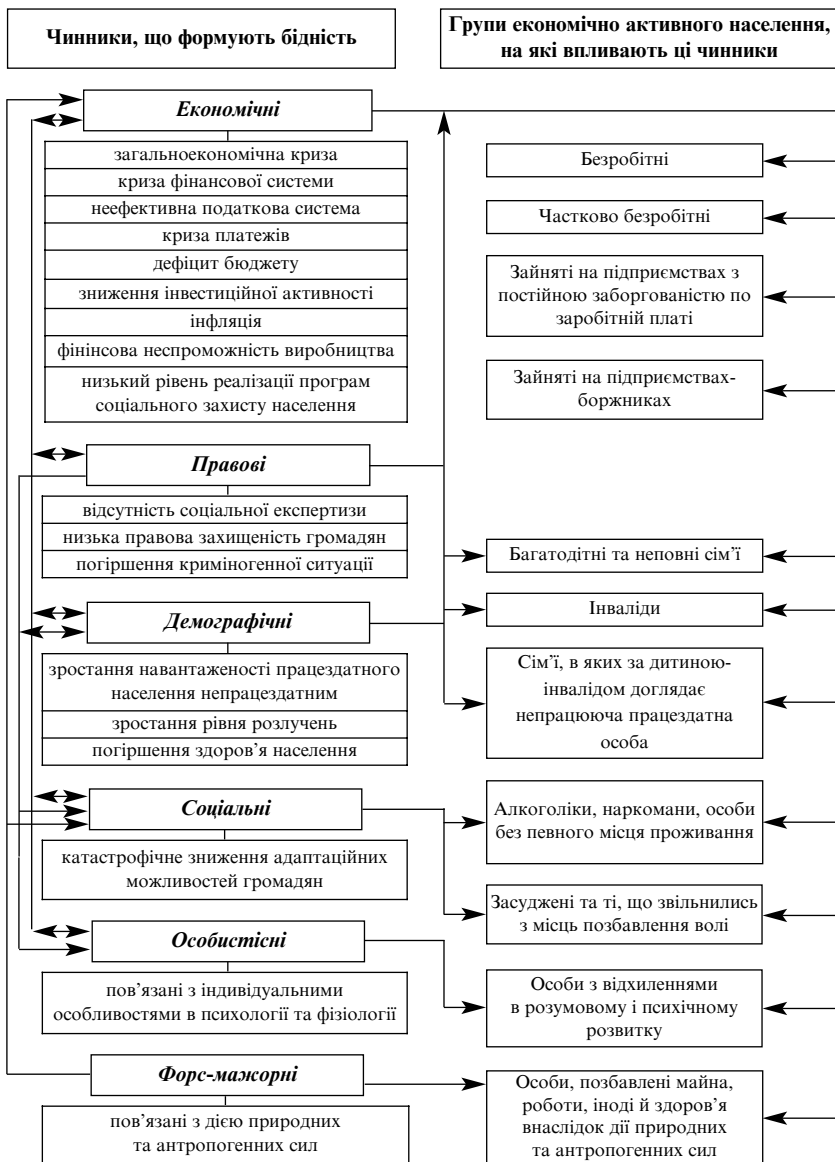 Чинники, що формують бідність
Групи економічно активного населення,
на які впливають ці чинники
Економічні
загальноекономічна криза
криза фінансової системи
неефективна податкова система
криза платежів
дефіцит бюджету
зниження інвестиційної активності
інфляція
фінінсова неспроможність виробництва
низький рівень реалізації програм
соціального захисту населення
Правові
відсутність соціальної експертизи
низька правова захищеність громадян
погіршення криміногенної ситуації
Демографічні
зростання навантаженості працездатного
населення непрацездатним
зростання рівня розлучень
погіршення здоров’я населення
Соціальні
катастрофічне зниження адаптаційних
можливостей громадян
Особистісні
пов’язані з індивідуальними
особливостями в психології та фізіології
Форс-мажорні
пов’язані з дією природних
та антропогенних сил
Безробітні
Частково безробітні
Зайняті на підприємствах з
постійною заборгованістю по
заробітній платі
Зайняті на підприємствах-
боржниках
Багатодітні та неповні сім’ї
Інваліди
Сім’ї, в яких за дитиною-
інвалідом доглядає
непрацююча працездатна
особа
Алкоголіки, наркомани, особи
без певного місця проживання
Засуджені та ті, що звільнились
з місць позбавлення волі
Особи з відхиленнями
в розумовому і психічному
розвитку
Особи, позбавлені майна,
роботи, іноді й здоров’я
внаслідок дії природних
та антропогенних сил